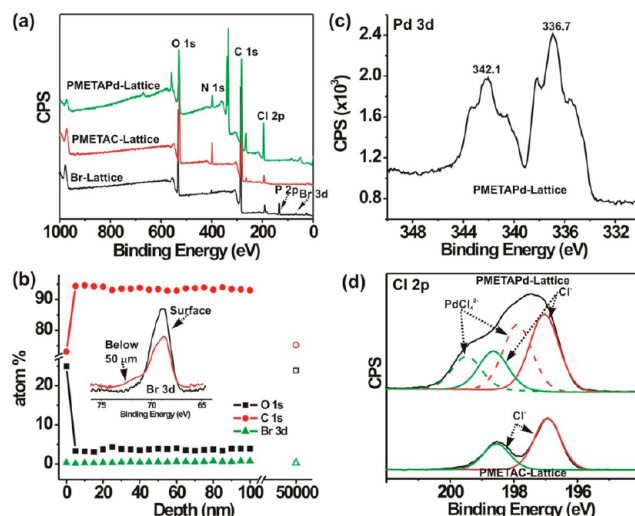 (a)
O 1s
C 1s
PMETAPd-Lattice
N 1s
Cl 2p
PMETAC-Lattice
Br-Lattice
P 2p
Br 3d
CPS
1000 800 600 400 200 0
Binding Energy (eV)
(b)
90
80
70
20
10
0
atom %
Below
50 μm
Surface
Br 3d
75 70 65
Binding Energy (eV)
O 1s
C 1s
Br 3d
0 20 40 60 80 100 50000
Depth (nm)
(c) Pd 3d
336.7
342.1
2.4
2.0
1.6
1.2
0.8
CPS (x10³)
PMETAPd-Lattice
348 344 340 336 332
Binding Energy (eV)
(d)
Cl 2p
PMETAPd-Lattice
PdCl₄²⁻
Cl⁻
CPS
Cl⁻
PMETAC-Lattice
200 198 196 194
Binding Energy (eV)